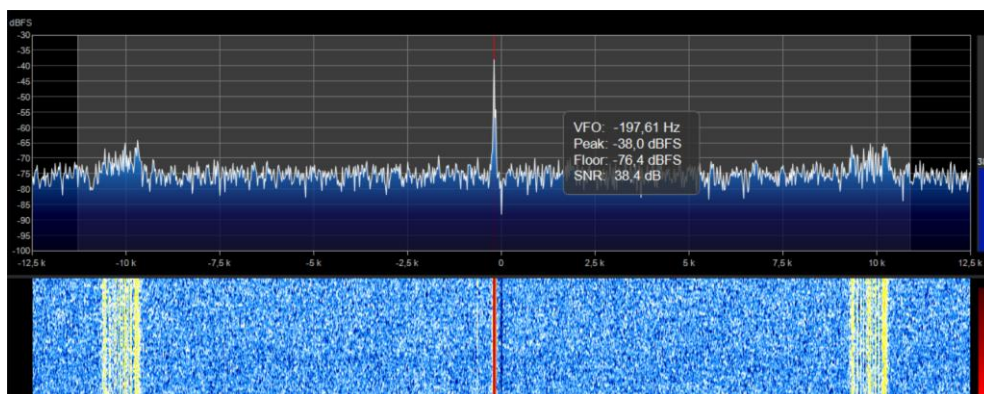 dBFS
-30
-35
-40
-45
-50
-55
-60
-65
-70
-75
-80
-85
-90
-95
-100
VFO: -197,61 Hz
Peak: -38,0 dBFS
Floor: -76,4 dBFS
SNR: 38,4 dB
-12,5 k -10 k -7,5 k -5 k -2,5 k 0 2,5 k 5 k 7,5 k 10 k 12,5 k